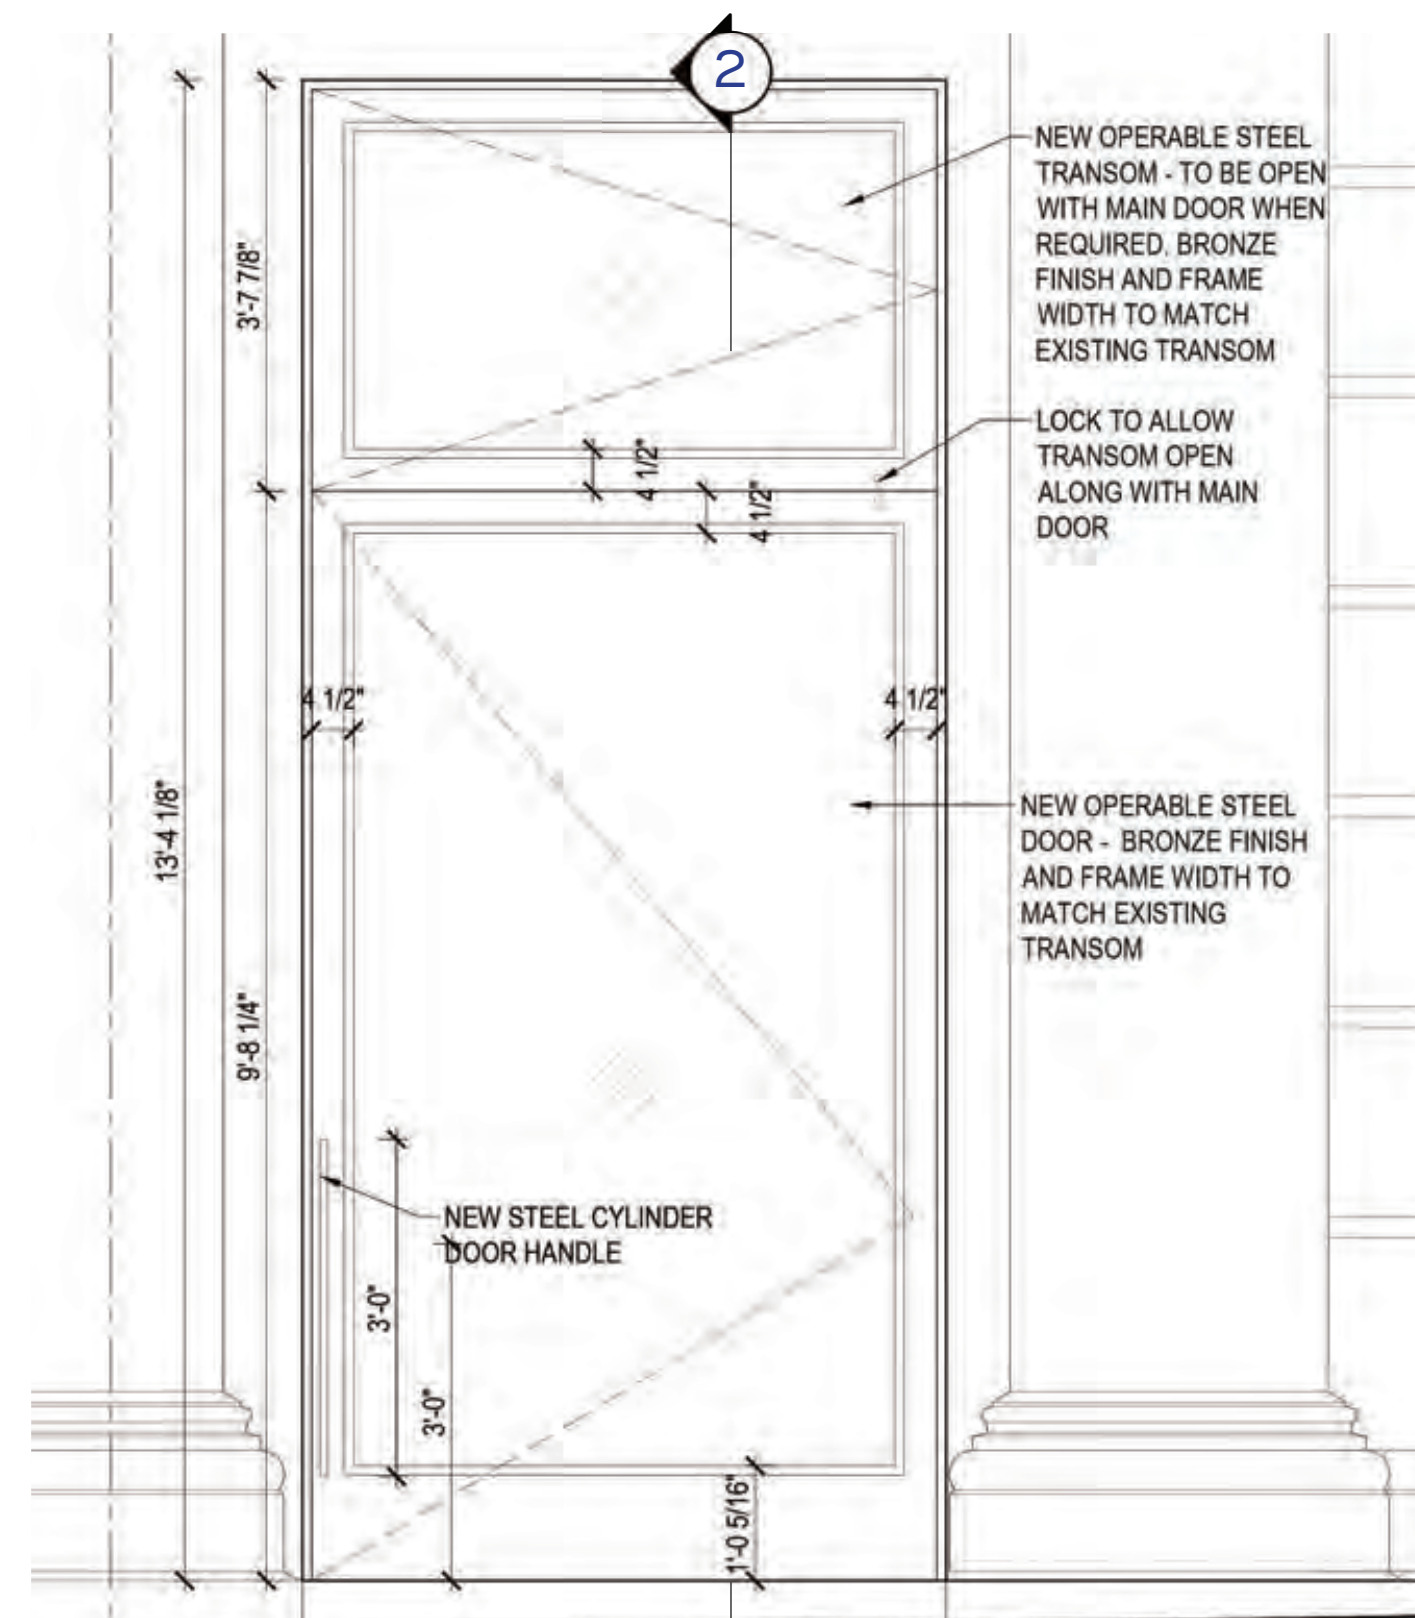 2
NEW OPERABLE STEEL
TRANSOM - TO BE OPEN
WITH MAIN DOOR WHEN
REQUIRED. BRONZE
FINISH AND FRAME
WIDTH TO MATCH
EXISTING TRANSOM
3'-7 7/8"
LOCK TO ALLOW
TRANSOM OPEN
ALONG WITH MAIN
DOOR
4 1/2"
4 1/2"
4 1/2"
4 1/2"
13'-4 1/8"
NEW OPERABLE STEEL
DOOR - BRONZE FINISH
AND FRAME WIDTH TO
MATCH EXISTING
TRANSOM
9'-8 1/4"
NEW STEEL CYLINDER
DOOR HANDLE
3'-0"
3'-0"
1'-0 5/16"